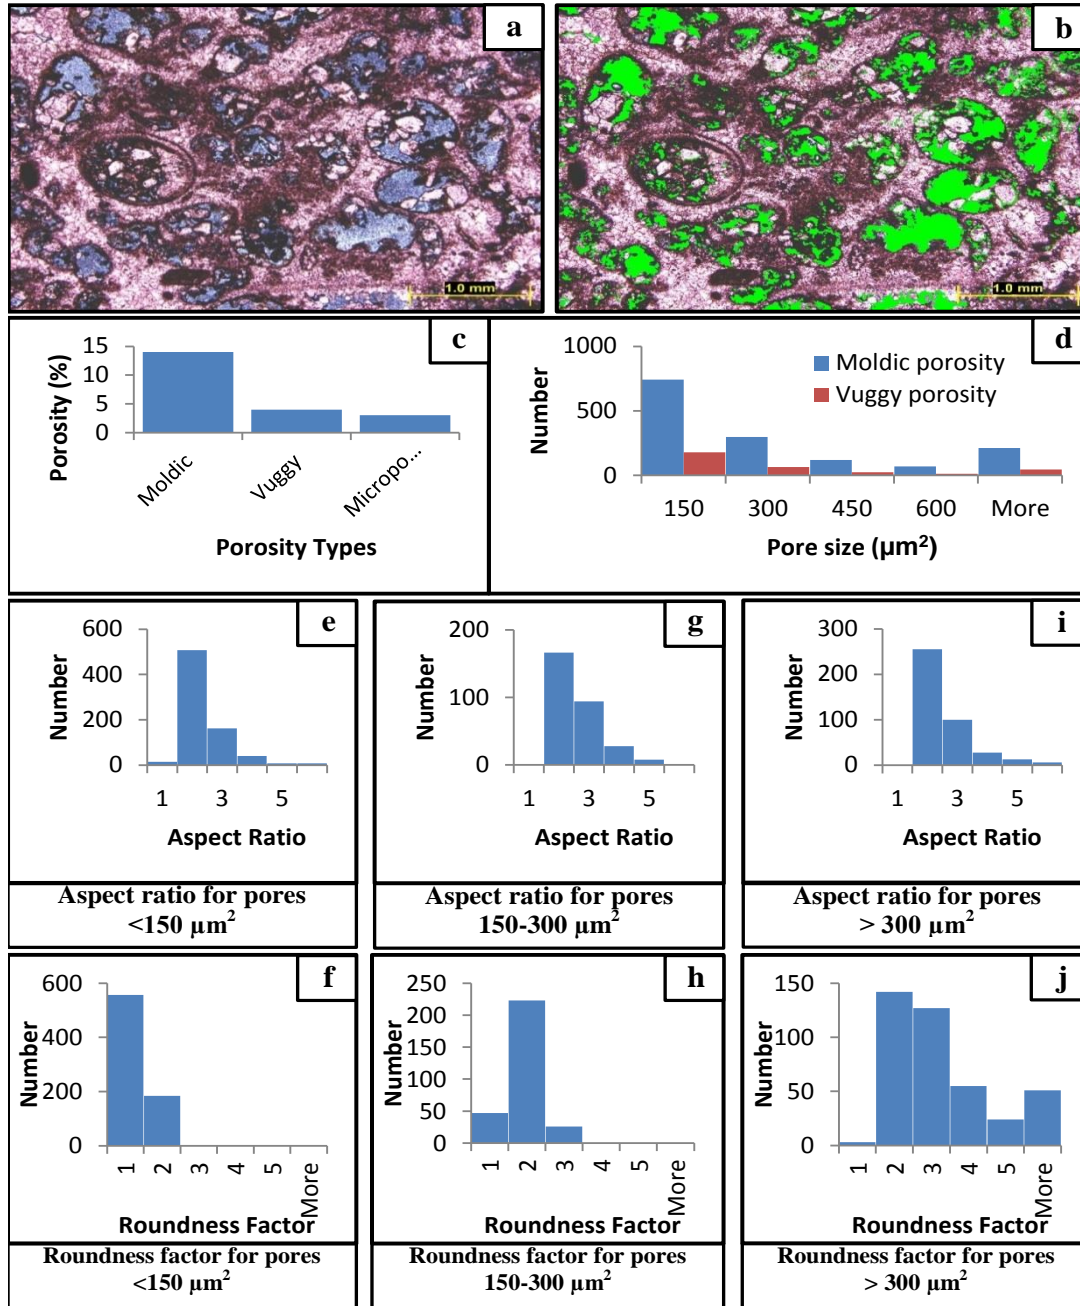 a
b
1.0 mm
1.0 mm
c
Porosity (%)
15
10
5
0
Moldic
Vuggy
Micropo...
Porosity Types
d
Number
1000
500
0
Moldic porosity
Vuggy porosity
150 300 450 600 More
Pore size (µm²)
e
Number
600
400
200
0
1 3 5
Aspect Ratio
Aspect ratio for pores
<150 µm²
g
Number
200
100
0
1 3 5
Aspect Ratio
Aspect ratio for pores
150-300 µm²
i
Number
300
200
100
0
1 3 5
Aspect Ratio
Aspect ratio for pores
> 300 µm²
f
Number
600
400
200
0
1 2 3 4 5 More
Roundness Factor
Roundness factor for pores
<150 µm²
h
Number
250
200
150
100
50
0
1 2 3 4 5 More
Roundness Factor
Roundness factor for pores
150-300 µm²
j
Number
150
100
50
0
1 2 3 4 5 More
Roundness Factor
Roundness factor for pores
> 300 µm²